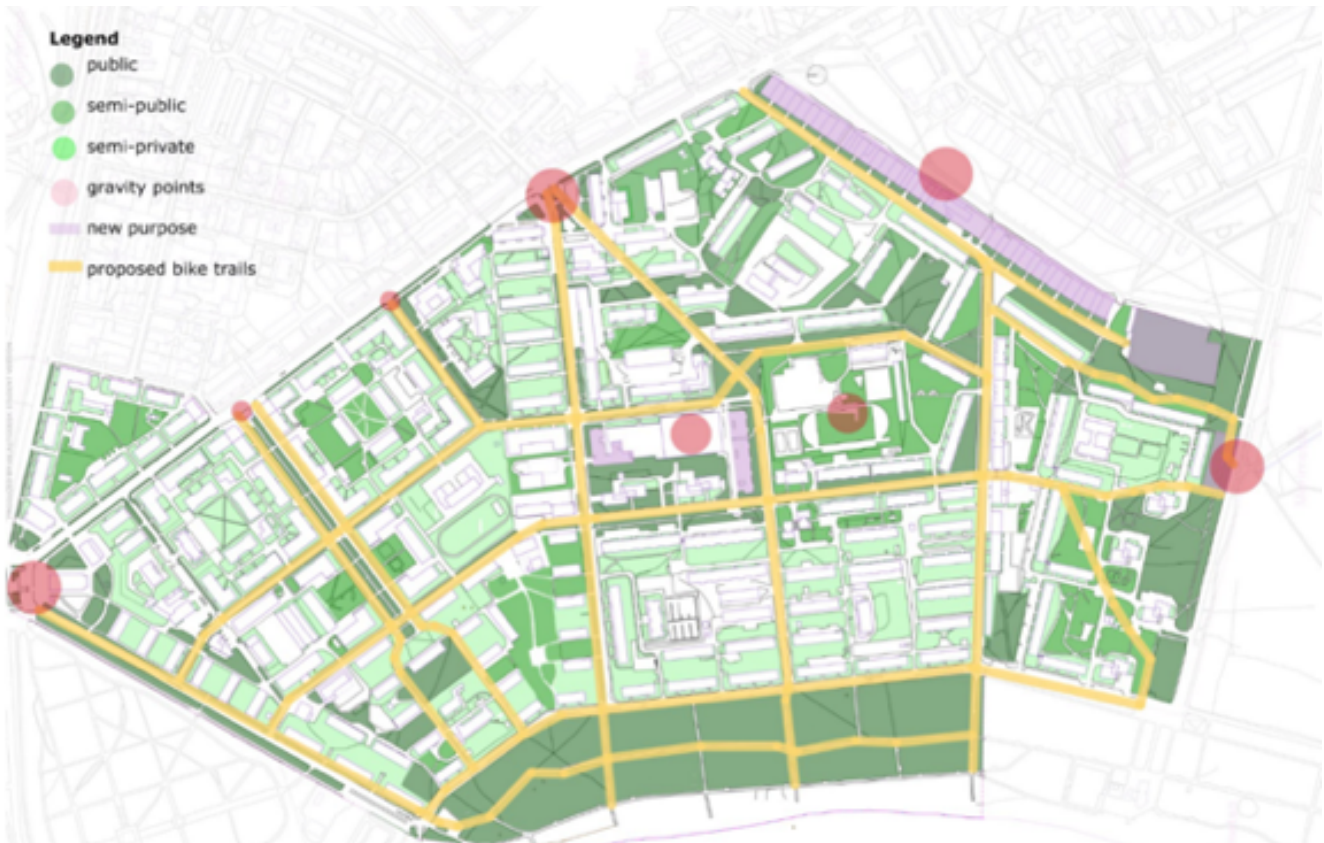 Legend
public
semi-public
semi-private
gravity points
new purpose
proposed bike trails